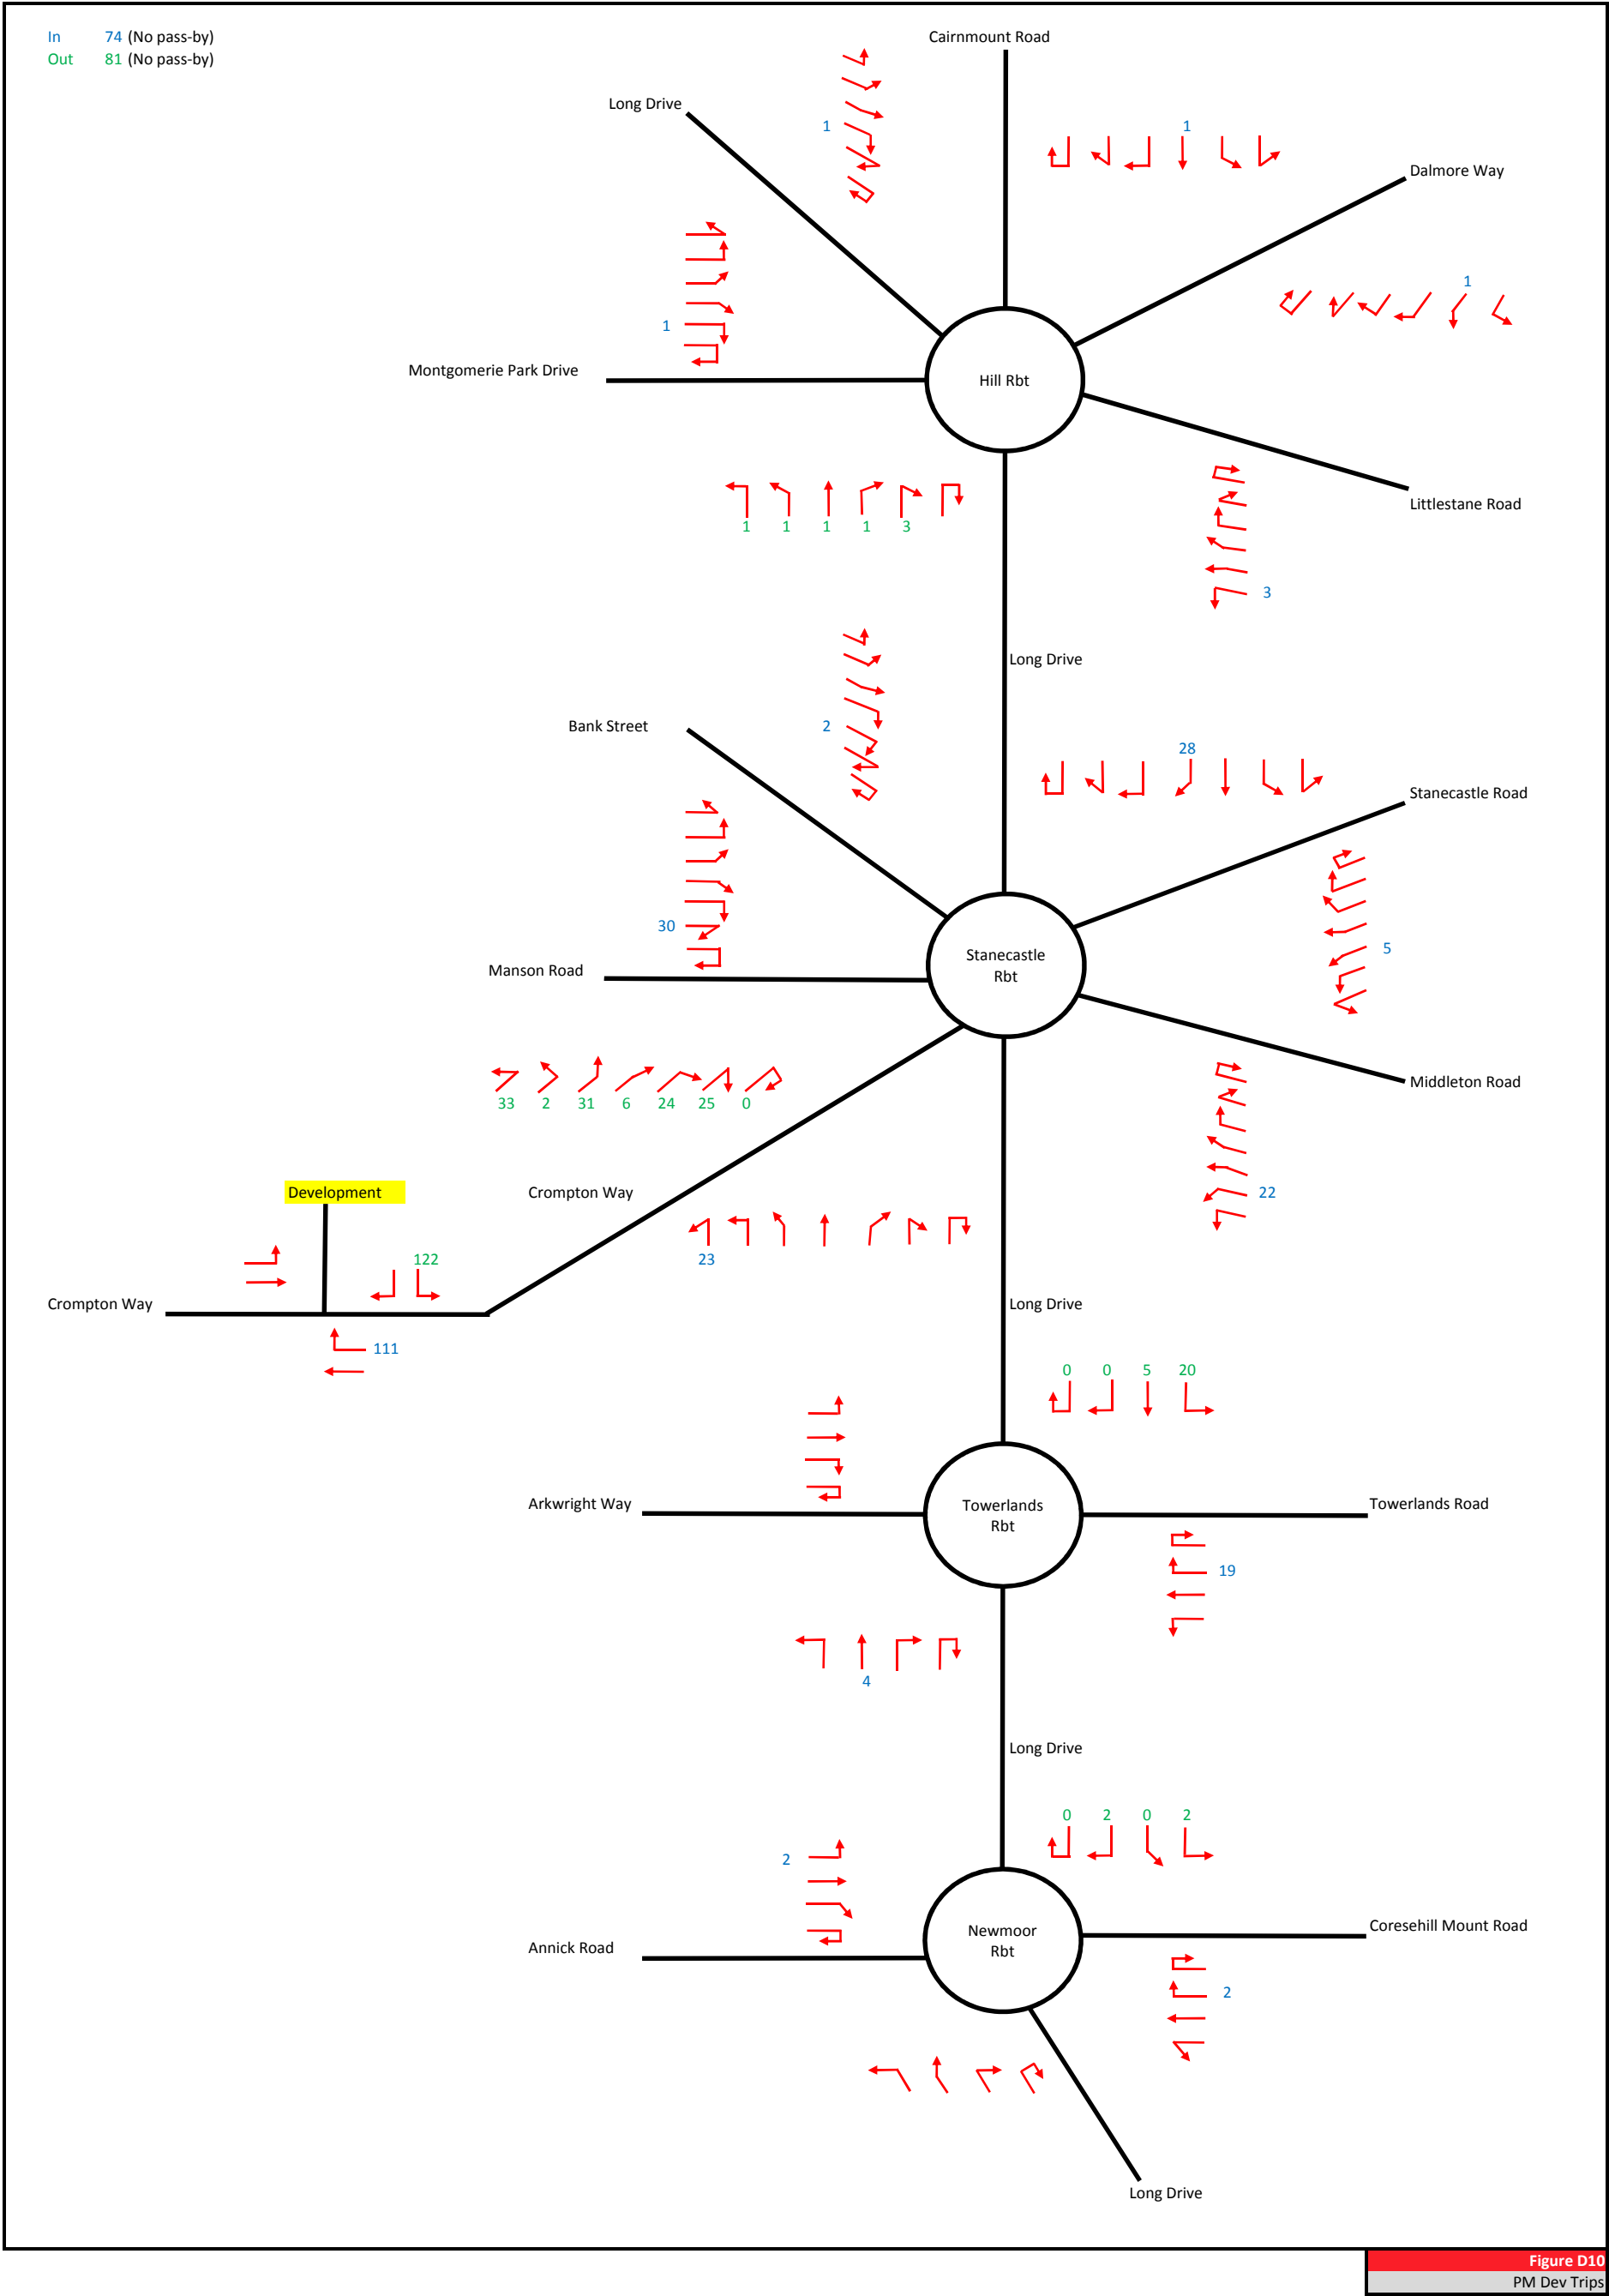 In 74 (No pass-by)
Out 81 (No pass-by)
Cairnmount Road
Long Drive
1
1
Dalmore Way
1
1
Montgomerie Park Drive
Hill Rbt
Littlestane Road
1 1 1 1 3
3
Long Drive
Bank Street
2
28
Stanecastle Road
30
5
Manson Road
Stanecastle
Rbt
Middleton Road
33 2 31 6 24 25 0
Development
Crompton Way
22
23
122
Crompton Way
Long Drive
111
0 0 5 20
Arkwright Way
Towerlands
Rbt
Towerlands Road
19
4
Long Drive
0 2 0 2
2
Annick Road
Newmoor
Rbt
Coresehill Mount Road
2
Long Drive
Figure D10
PM Dev Trips